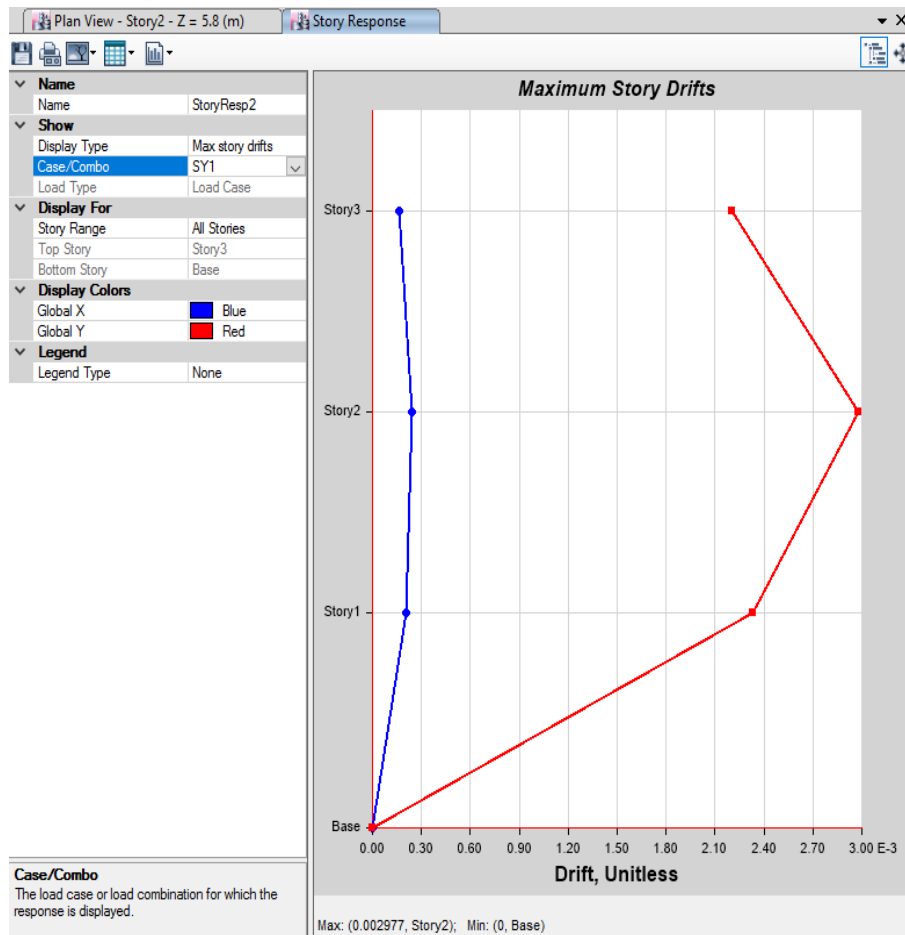 Plan View - Story2 - Z = 5.8 (m)
Story Response
Name
Name StoryResp2
Show
Display Type Max story drifts
Case/Combo SY1
Load Type Load Case
Display For
Story Range All Stories
Top Story Story3
Bottom Story Base
Display Colors
Global X Blue
Global Y Red
Legend
Legend Type None
Case/Combo
The load case or load combination for which the
response is displayed.
Maximum Story Drifts
Story3
Story2
Story1
Base
0.00 0.30 0.60 0.90 1.20 1.50 1.80 2.10 2.40 2.70 3.00 E-3
Drift, Unitless
Max: (0.002977, Story2); Min: (0, Base)